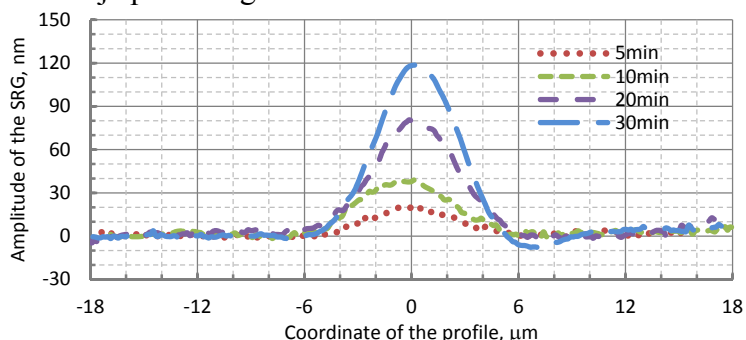 Amplitude of the SRG, nm
150
120
90
60
30
0
-30
-18 -12 -6 0 6 12 18
Coordinate of the profile, μm
5min
10min
20min
30min